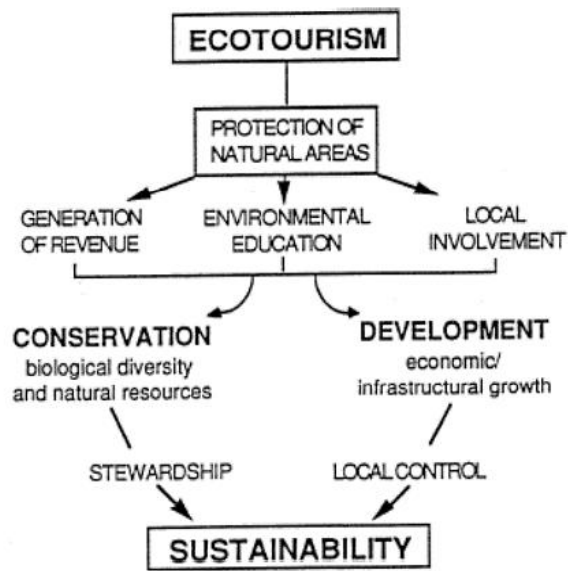 ECOTOURISM
PROTECTION OF
NATURAL AREAS
GENERATION
OF REVENUE
ENVIRONMENTAL
EDUCATION
LOCAL
INVOLVEMENT
CONSERVATION
biological diversity
and natural resources
DEVELOPMENT
economic/
infrastructural growth
STEWARDSHIP
LOCAL CONTROL
SUSTAINABILITY